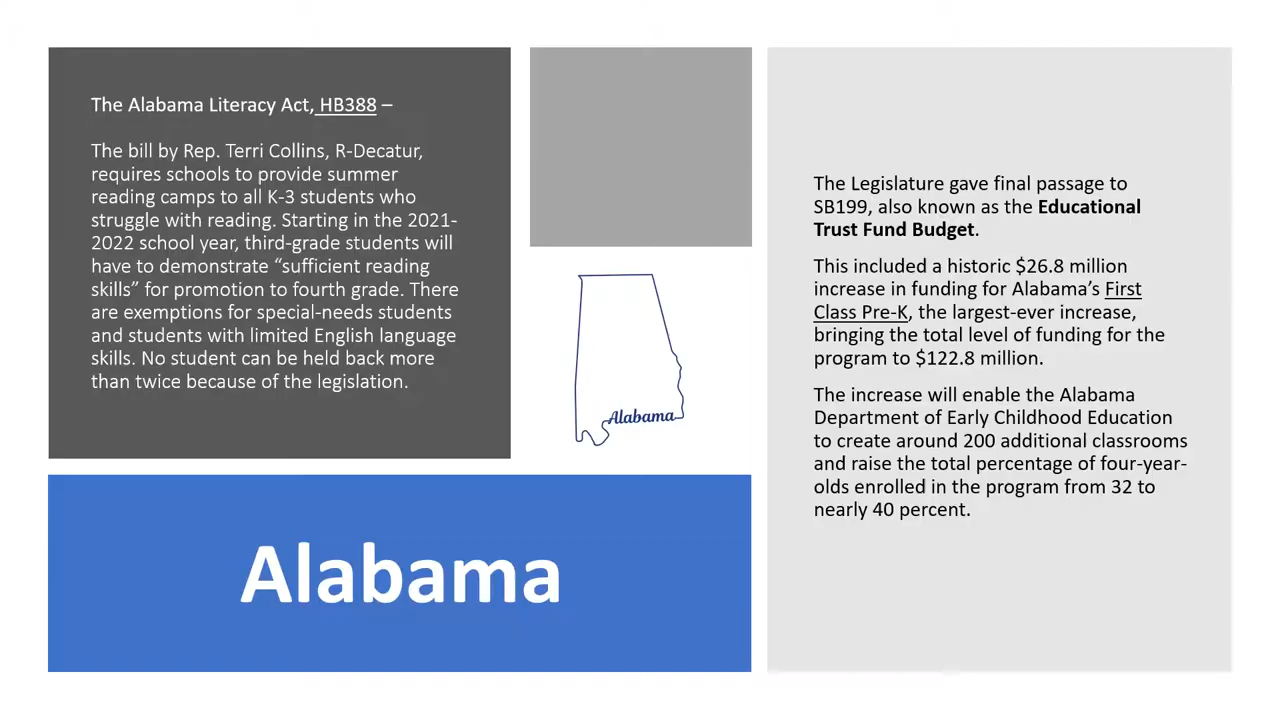 The Alabama Literacy Act, HB388 –
The bill by Rep. Terri Collins, R-Decatur,
requires schools to provide summer
reading camps to all K-3 students who
struggle with reading. Starting in the 2021-
2022 school year, third-grade students will
have to demonstrate “sufficient reading
skills” for promotion to fourth grade. There
are exemptions for special-needs students
and students with limited English language
skills. No student can be held back more
than twice because of the legislation.
Alabama
Alabama
The Legislature gave final passage to
SB199, also known as the Educational
Trust Fund Budget.
This included a historic $26.8 million
increase in funding for Alabama’s First
Class Pre-K, the largest-ever increase,
bringing the total level of funding for the
program to $122.8 million.
The increase will enable the Alabama
Department of Early Childhood Education
to create around 200 additional classrooms
and raise the total percentage of four-year-
olds enrolled in the program from 32 to
nearly 40 percent.